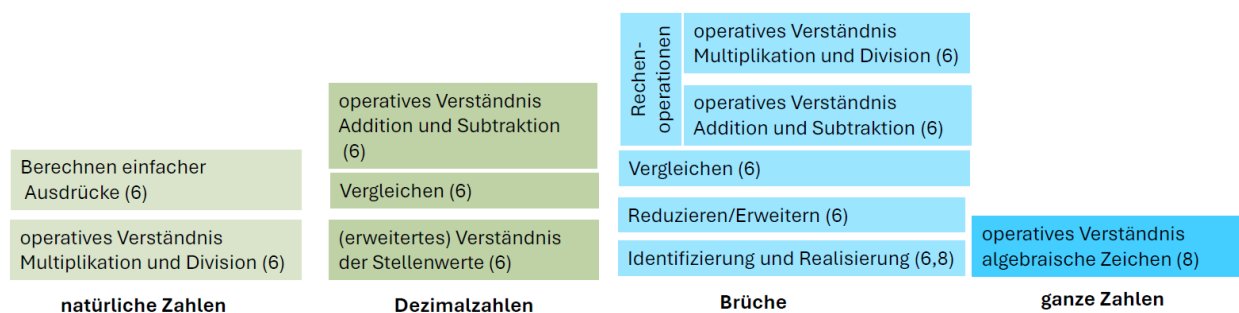 Berechnen einfacher
Ausdrücke (6)
operatives Verständnis
Multiplikation und Division (6)
natürliche Zahlen
operatives Verständnis
Addition und Subtraktion
(6)
Vergleichen (6)
(erweitertes) Verständnis
der Stellenwerte (6)
Dezimalzahlen
Rechen-
operationen
operatives Verständnis
Multiplikation und Division (6)
operatives Verständnis
Addition und Subtraktion (6)
Vergleichen (6)
Reduzieren/Erweitern (6)
Identifizierung und Realisierung (6,8)
Brüche
operatives Verständnis
algebraische Zeichen (8)
ganze Zahlen